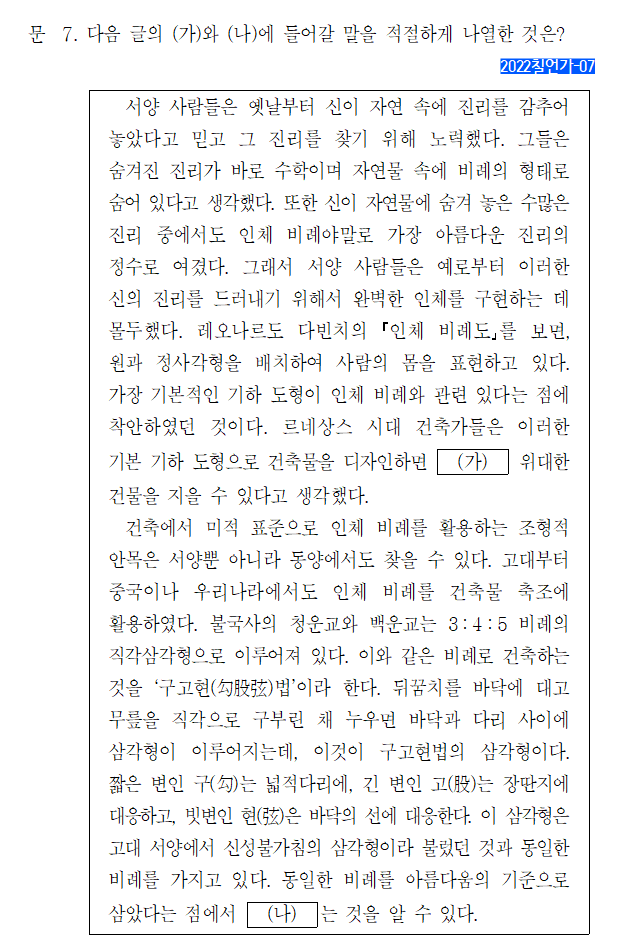 문 7. 다음 글의 (가)와 (나)에 들어갈 말을 적절하게 나열한 것은?
2022칠언가-07
서양 사람들은 옛날부터 신이 자연 속에 진리를 감추어
놓았다고 믿고 그 진리를 찾기 위해 노력했다. 그들은
숨겨진 진리가 바로 수학이며 자연물 속에 비례의 형태로
숨어 있다고 생각했다. 또한 신이 자연물에 숨겨 놓은 수많은
진리 중에서도 인체 비례야말로 가장 아름다운 진리의
정수로 여겼다. 그래서 서양 사람들은 예로부터 이러한
신의 진리를 드러내기 위해서 완벽한 인체를 구현하는 데
몰두했다. 레오나르도 다빈치의 『인체 비례도』를 보면,
원과 정사각형을 배치하여 사람의 몸을 표현하고 있다.
가장 기본적인 기하 도형이 인체 비례와 관련 있다는 점에
착안하였던 것이다. 르네상스 시대 건축가들은 이러한
기본 기하 도형으로 건축물을 디자인하면 (가) 위대한
건물을 지을 수 있다고 생각했다.
건축에서 미적 표준으로 인체 비례를 활용하는 조형적
안목은 서양뿐 아니라 동양에서도 찾을 수 있다. 고대부터
중국이나 우리나라에서도 인체 비례를 건축물 축조에
활용하였다. 불국사의 청운교와 백운교는 3:4:5 비례의
직각삼각형으로 이루어져 있다. 이와 같은 비례로 건축하는
것을 ‘구고현(勾股弦)법’이라 한다. 뒤꿈치를 바닥에 대고
무릎을 직각으로 구부린 채 누우면 바닥과 다리 사이에
삼각형이 이루어지는데, 이것이 구고현법의 삼각형이다.
짧은 변인 구(勾)는 넓적다리에, 긴 변인 고(股)는 장딴지에
대응하고, 빗변인 현(弦)은 바닥의 선에 대응한다. 이 삼각형은
고대 서양에서 신성불가침의 삼각형이라 불렀던 것과 동일한
비례를 가지고 있다. 동일한 비례를 아름다움의 기준으로
삼았다는 점에서 (나) 는 것을 알 수 있다.